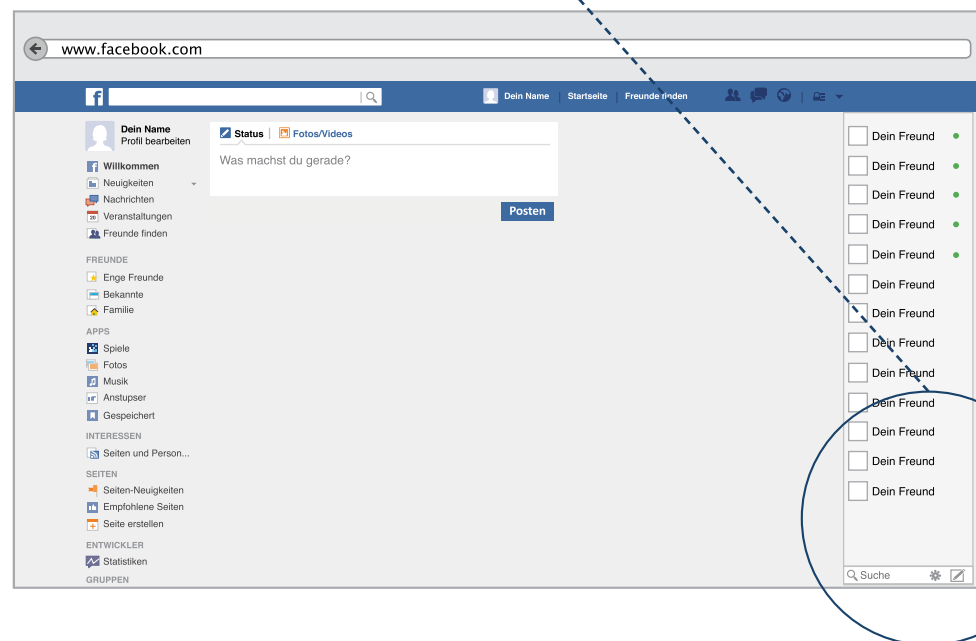 www.facebook.com
f
Dein Name
Startseite
Freunde finden
Dein Name
Profil bearbeiten
Willkommen
Neuigkeiten
Nachrichten
20 Veranstaltungen
Freunde finden
FREUNDE
Enge Freunde
Bekannte
Familie
APPS
Spiele
Fotos
Musik
Anstupser
Gespeichert
INTERESSEN
Seiten und Person...
SEITEN
Seiten-Neuigkeiten
Empfohlene Seiten
Seite erstellen
ENTWICKLER
Statistiken
GRUPPEN
Status
Fotos/Videos
Was machst du gerade?
Posten
Dein Freund
Dein Freund
Dein Freund
Dein Freund
Dein Freund
Dein Freund
Dein Freund
Dein Freund
Dein Freund
Dein Freund
Dein Freund
Dein Freund
Dein Freund
Suche